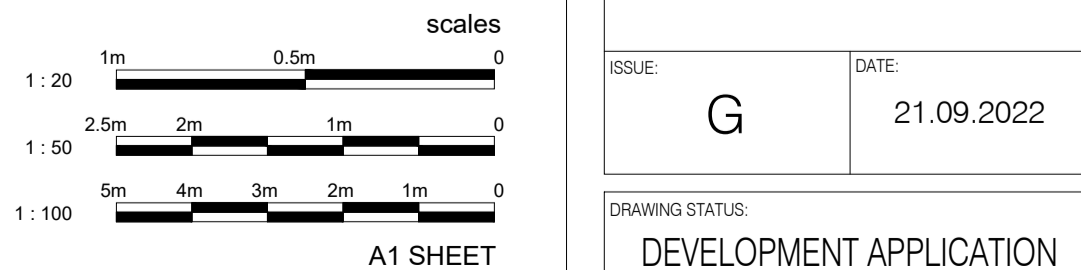 scales
1m 0.5m 0
1 : 20
2.5m 2m 1m 0
1 : 50
5m 4m 3m 2m 1m 0
1 : 100
A1 SHEET
ISSUE:
G
DATE:
21.09.2022
DRAWING STATUS:
DEVELOPMENT APPLICATION